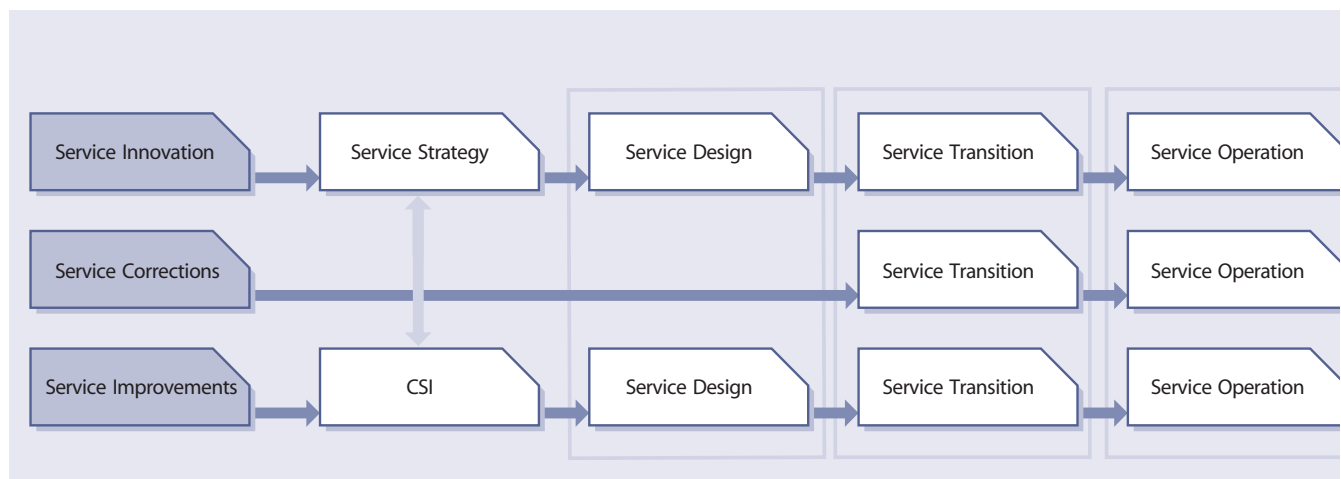 Service Innovation
Service Strategy
Service Design
Service Transition
Service Operation
Service Corrections
Service Transition
Service Operation
Service Improvements
CSI
Service Design
Service Transition
Service Operation